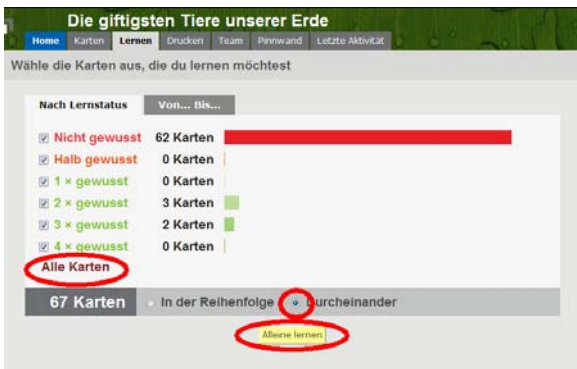 Die giftigsten Tiere unserer Erde
Home Karten Lernen Drucken Team Pinnwand Letzte Aktivität
Wähle die Karten aus, die du lernen möchtest
Nach Lernstatus Von... Bis...
Nicht gewusst 62 Karten
Halb gewusst 0 Karten
1 × gewusst 0 Karten
2 × gewusst 3 Karten
3 × gewusst 2 Karten
4 × gewusst 0 Karten
Alle Karten
67 Karten In der Reihenfolge Durcheinander
Alleine lernen